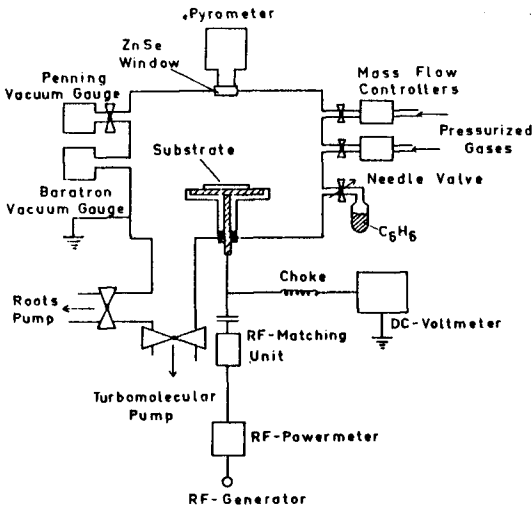 Pyrometer
ZnSe
Window
Penning
Vacuum Gauge
Mass Flow
Controllers
Pressurized
Gases
Substrate
Needle Valve
Baratron
Vacuum Gauge
C6H6
Choke
Roots
Pump
DC-Voltmeter
RF-Matching
Unit
Turbomolecular
Pump
RF-Powermeter
RF-Generator